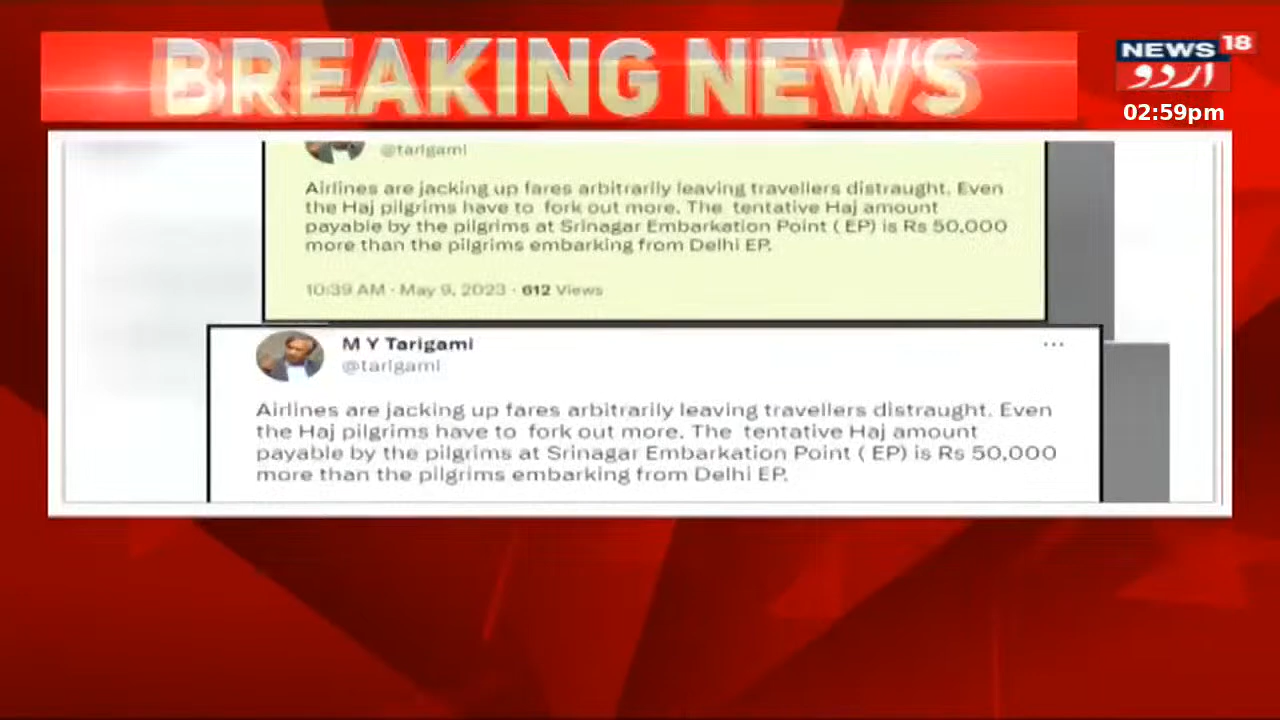 BREAKING NEWS
NEWS 18
اردو
02:59pm
@tarigami
Airlines are jacking up fares arbitrarily leaving travellers distraught. Even
the Haj pilgrims have to fork out more. The tentative Haj amount
payable by the pilgrims at Srinagar Embarkation Point ( EP) is Rs 50,000
more than the pilgrims embarking from Delhi EP.
10:39 AM · May 9, 2023 · 612 Views
M Y Tarigami
...
@tarigami
Airlines are jacking up fares arbitrarily leaving travellers distraught. Even
the Haj pilgrims have to fork out more. The tentative Haj amount
payable by the pilgrims at Srinagar Embarkation Point ( EP) is Rs 50,000
more than the pilgrims embarking from Delhi EP.